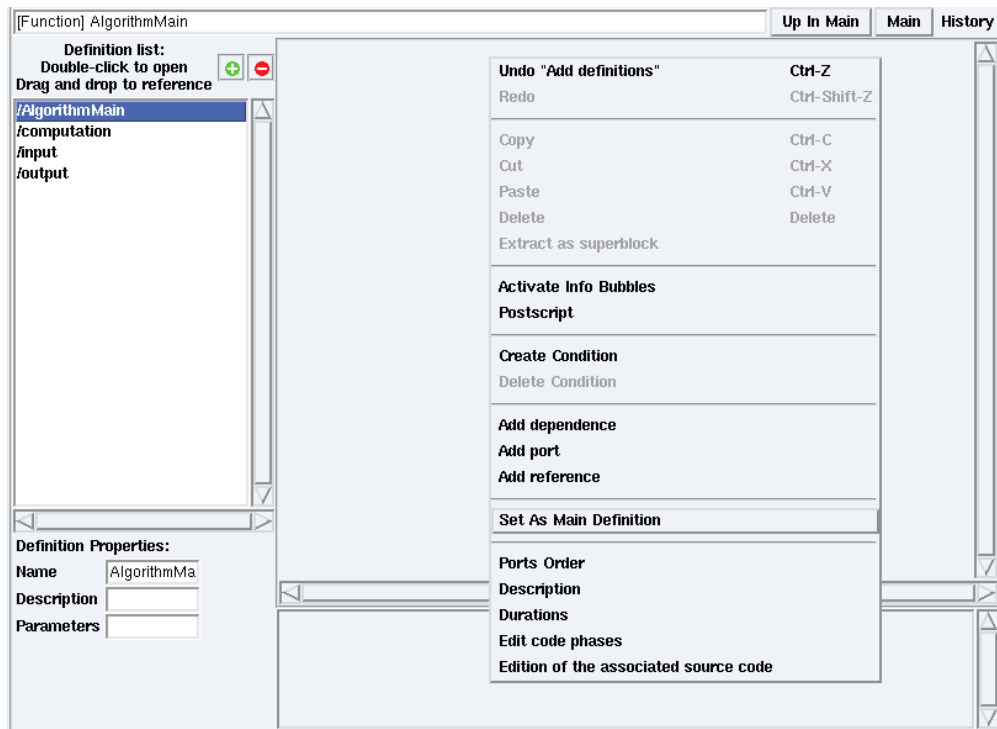 [Function] AlgorithmMain
Up In Main
Main
History
Definition list:
Double-click to open
Drag and drop to reference
/AlgorithmMain
/computation
/input
/output
Undo "Add definitions" Ctrl-Z
Redo Ctrl-Shift-Z
Copy Ctrl-C
Cut Ctrl-X
Paste Ctrl-V
Delete Delete
Extract as superblock
Activate Info Bubbles
Postscript
Create Condition
Delete Condition
Add dependence
Add port
Add reference
Set As Main Definition
Ports Order
Description
Durations
Edit code phases
Edition of the associated source code
Definition Properties:
Name AlgorithmMa
Description
Parameters